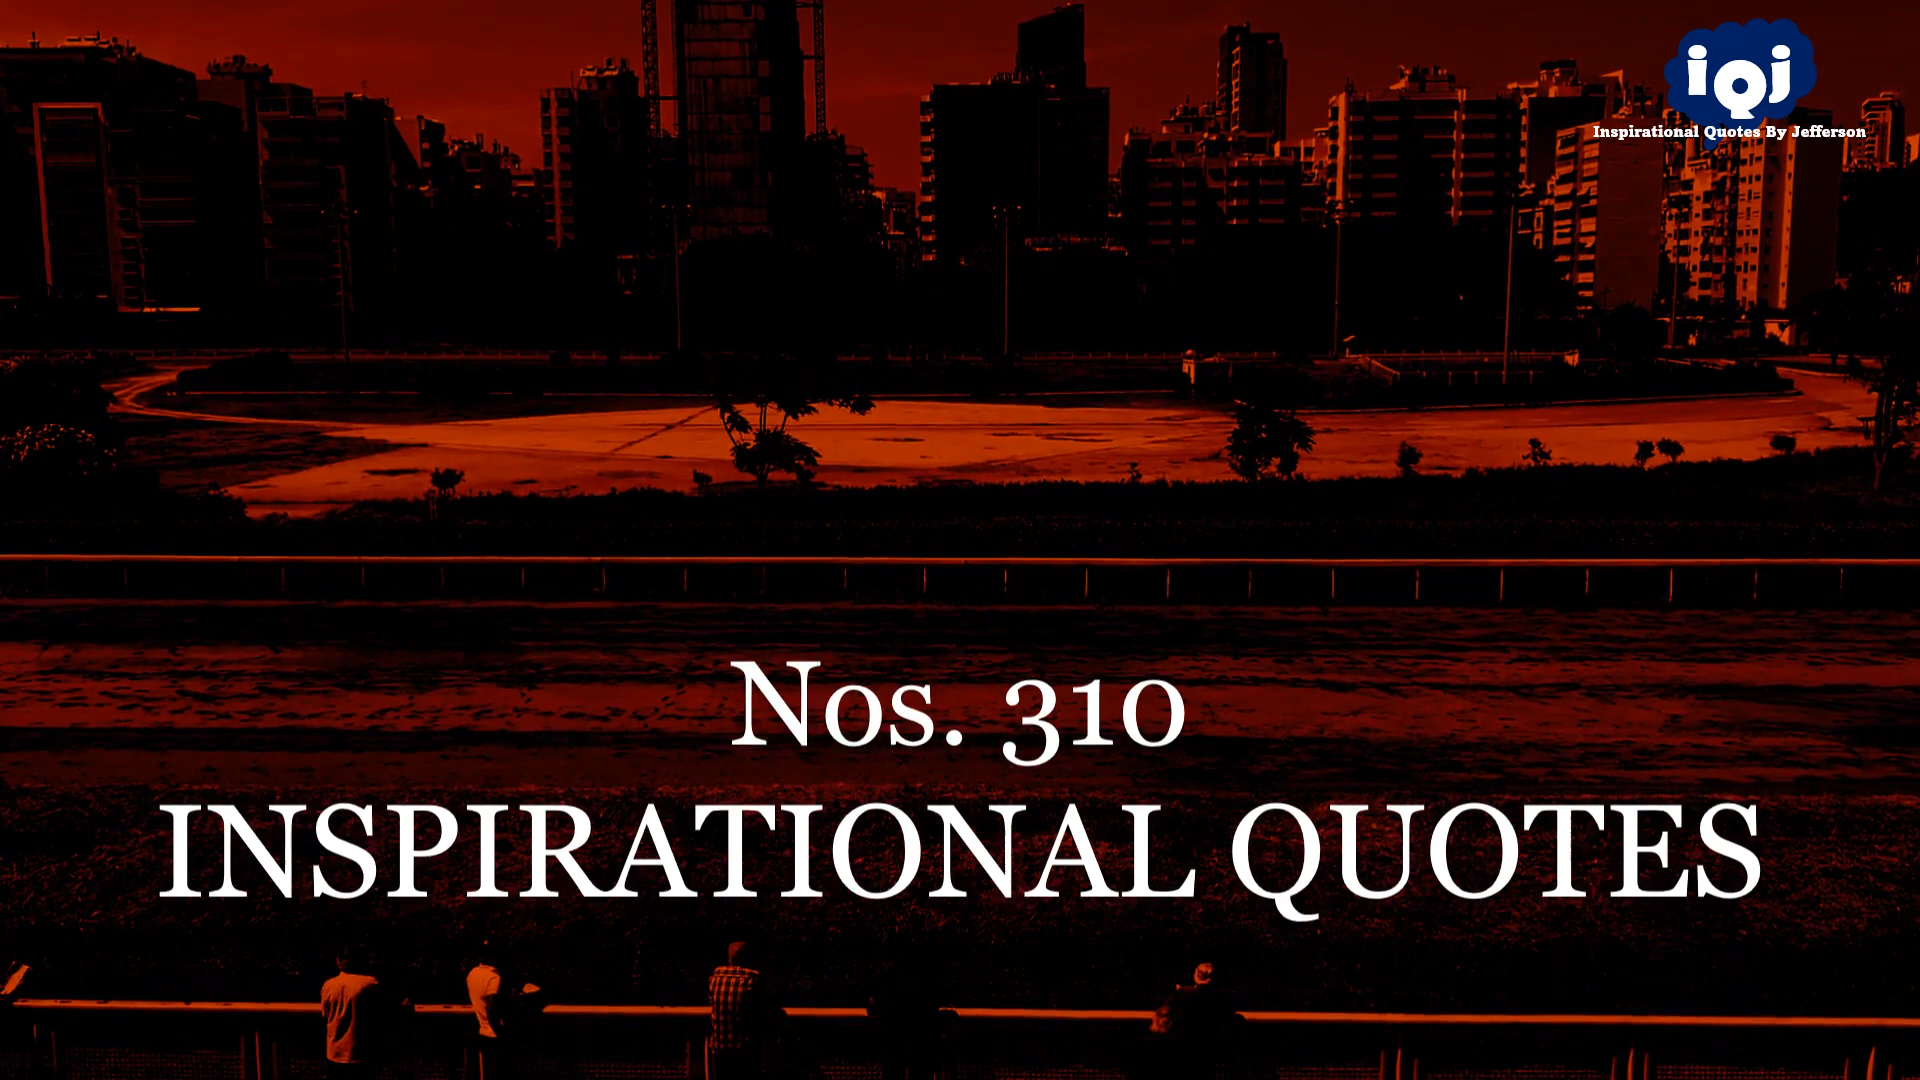 iQj
Inspirational Quotes By Jefferson
Nos. 310
INSPIRATIONAL QUOTES